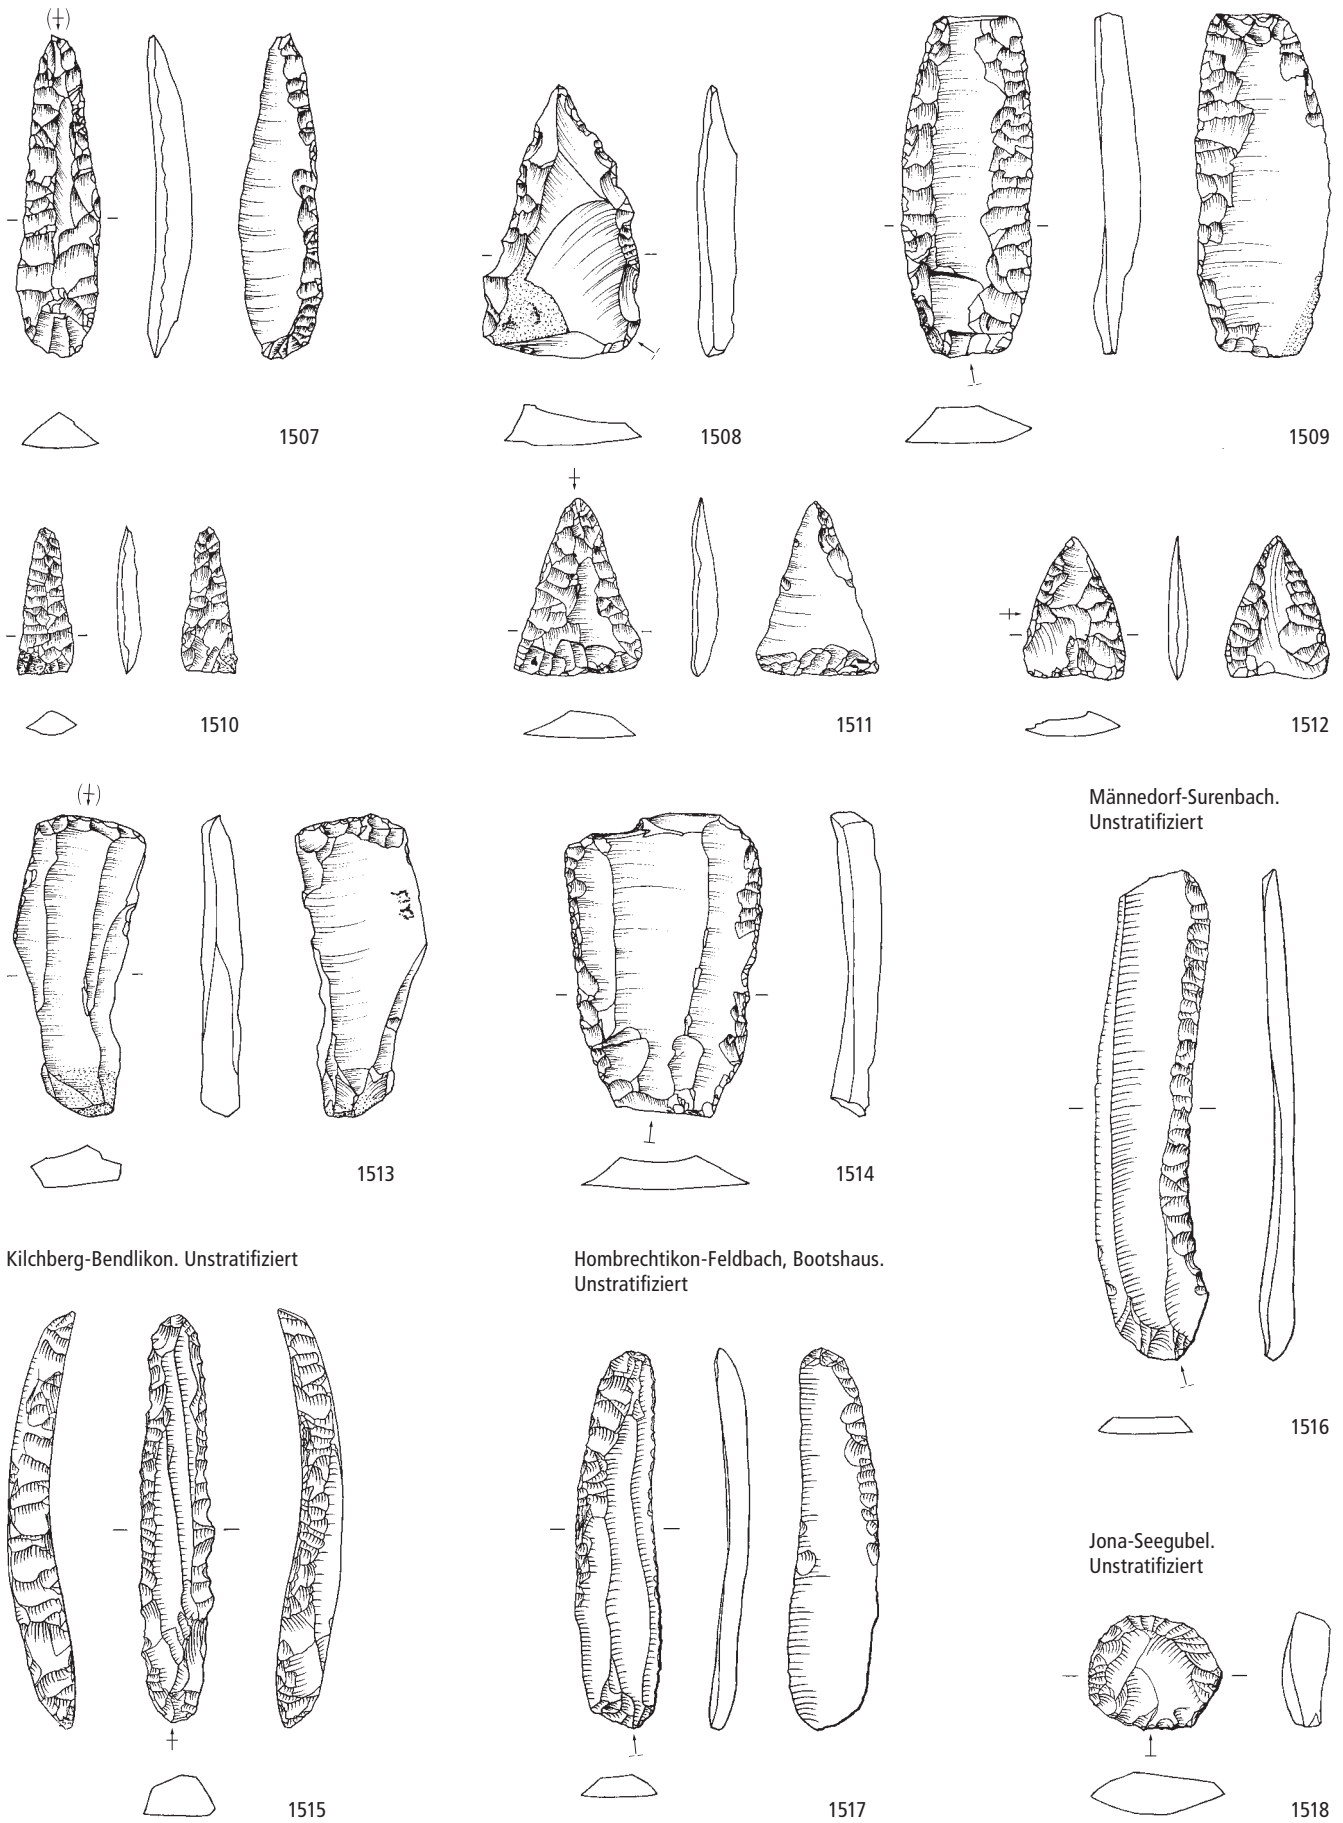 1507
1508
1509
1510
1511
1512
Männedorf-Surenbach.
Unstratifiziert
1513
1514
Kilchberg-Bendlikon. Unstratifiziert
Hombrechtikon-Feldbach, Bootshaus.
Unstratifiziert
1516
Jona-Seegubel.
Unstratifiziert
1515
1517
1518